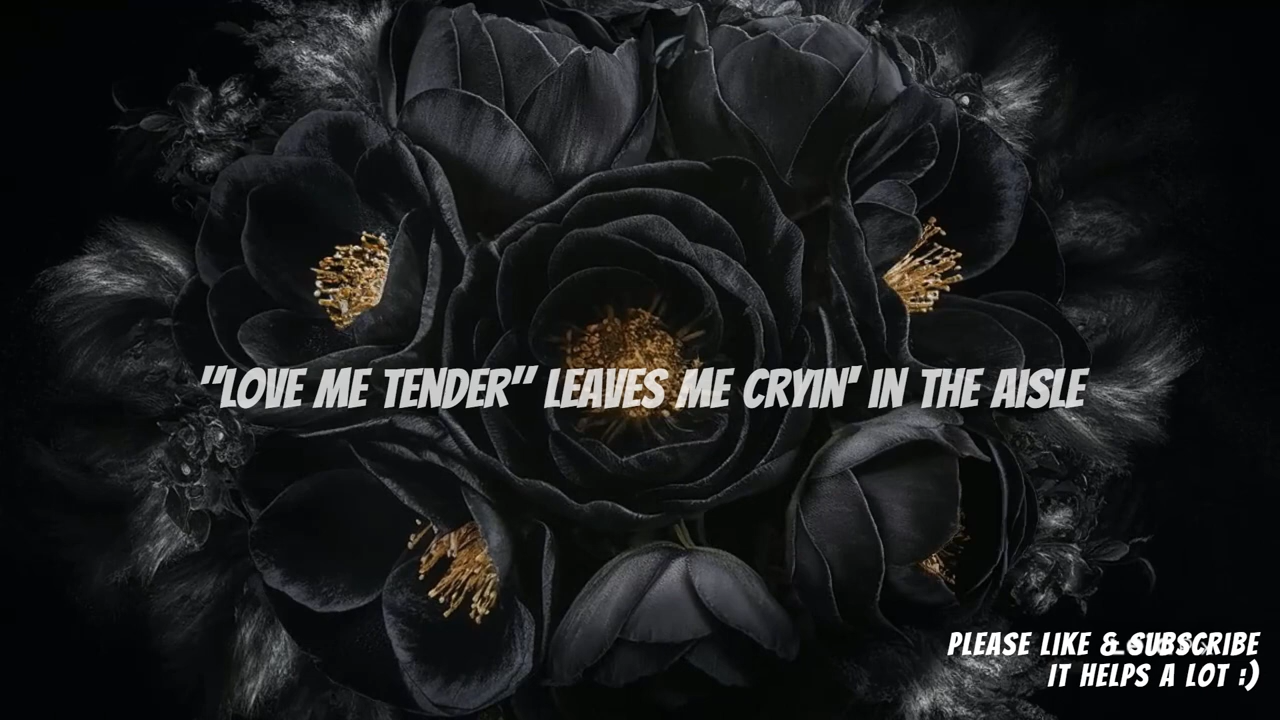 "LOVE ME TENDER" LEAVES ME CRYIN' IN THE AISLE
PLEASE LIKE & SUBSCRIBE
IT HELPS A LOT :)